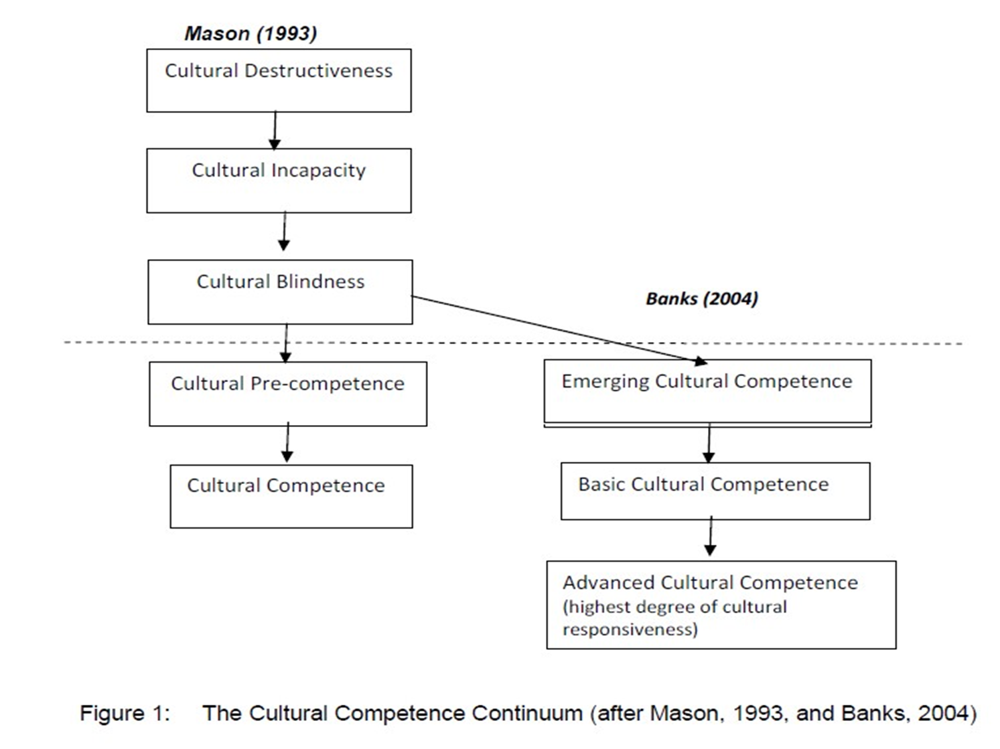 Mason (1993)
Cultural Destructiveness
Cultural Incapacity
Cultural Blindness
Cultural Pre-competence
Cultural Competence
Banks (2004)
Emerging Cultural Competence
Basic Cultural Competence
Advanced Cultural Competence
(highest degree of cultural
responsiveness)
Figure 1: The Cultural Competence Continuum (after Mason, 1993, and Banks, 2004)